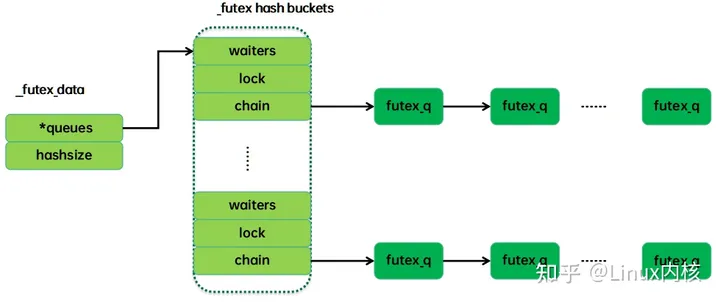 _futex hash buckets
waiters
_futex_data
lock
chain
futex_q
futex_q
......
futex_q
*queues
hashsize
......
waiters
lock
chain
futex_q
futex_q
......
futex_q
知乎 @Linux内核